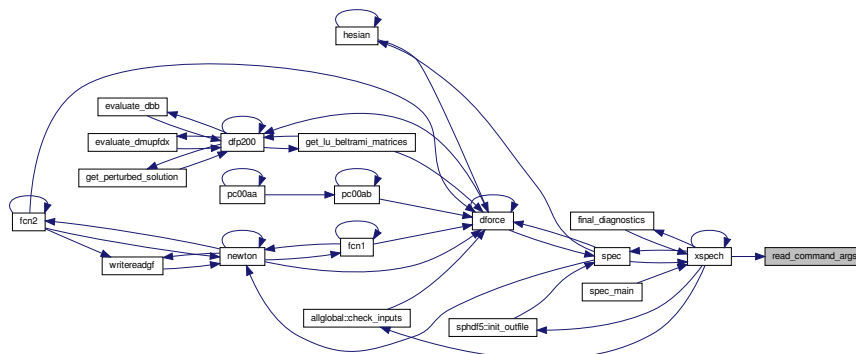 hesian
evaluate_dbb
evaluate_dmupfdx
dfp200
get_lu_beltrami_matrices
get_perturbed_solution
pc00aa
pc00ab
dforce
final_diagnostics
fcn2
fcn1
newton
writereadgf
spec
xspech
read_command_args
spec_main
allglobal::check_inputs
sphdf5::init_outfile